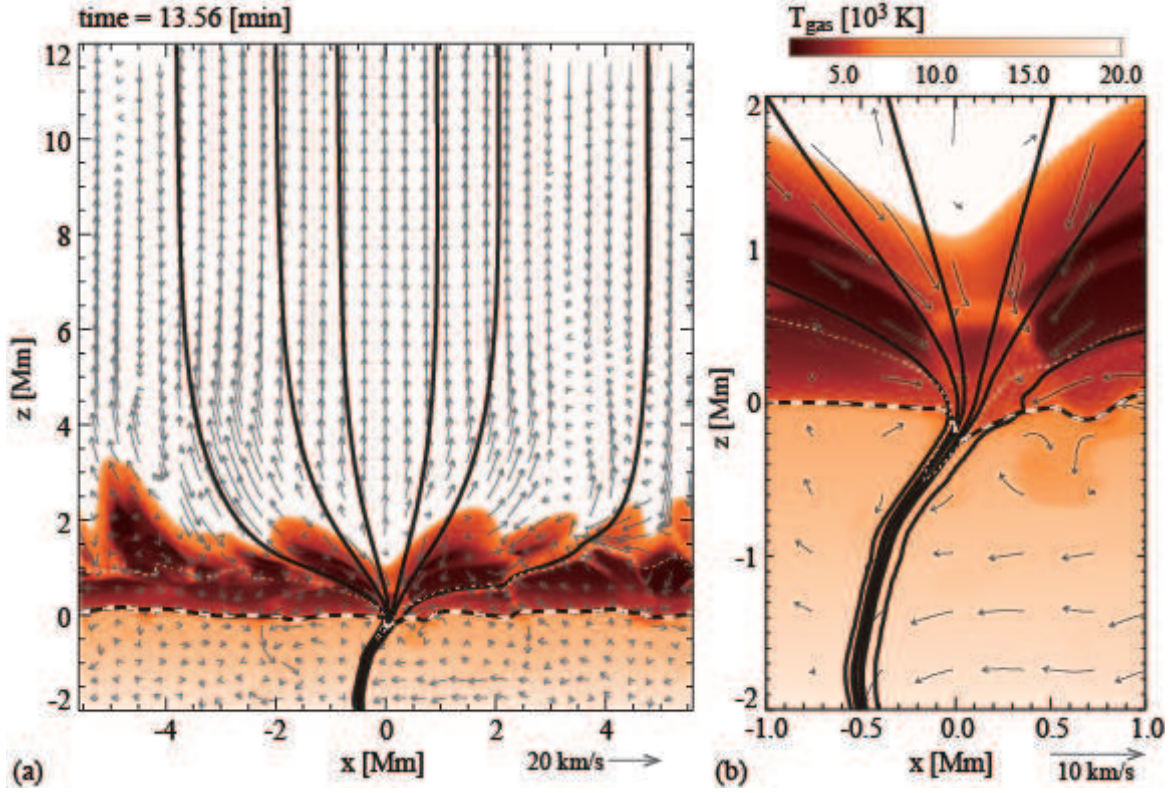 time = 13.56 [min]
T_gas [10³ K]
5.0 10.0 15.0 20.0
12
10
8
6
4
2
0
-2
z [Mm]
-4 -2 0 2 4
x [Mm]
20 km/s
(a)
2
1
0
-1
-2
z [Mm]
-1.0 -0.5 0.0 0.5 1.0
x [Mm]
10 km/s
(b)